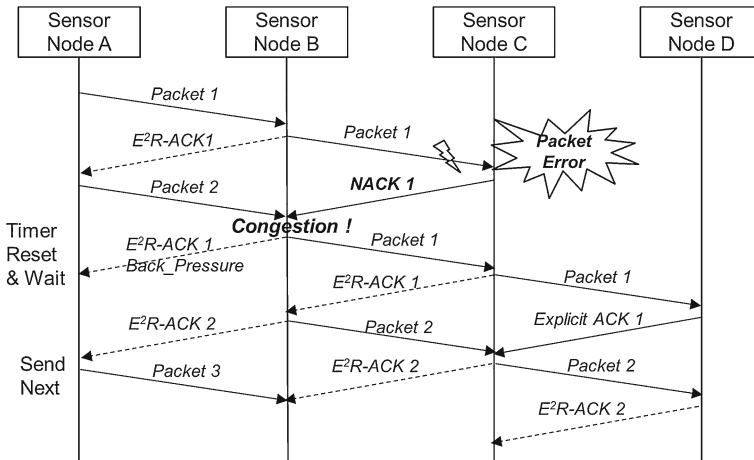 Sensor
Node A
Sensor
Node B
Sensor
Node C
Sensor
Node D
Packet 1
E²R-ACK1
Packet 1
Packet
Error
Packet 2
NACK 1
Congestion !
Timer
Reset
& Wait
E²R-ACK 1
Back_Pressure
Packet 1
E²R-ACK 1
Packet 1
E²R-ACK 2
Packet 2
Explicit ACK 1
Send
Next
Packet 3
E²R-ACK 2
Packet 2
E²R-ACK 2